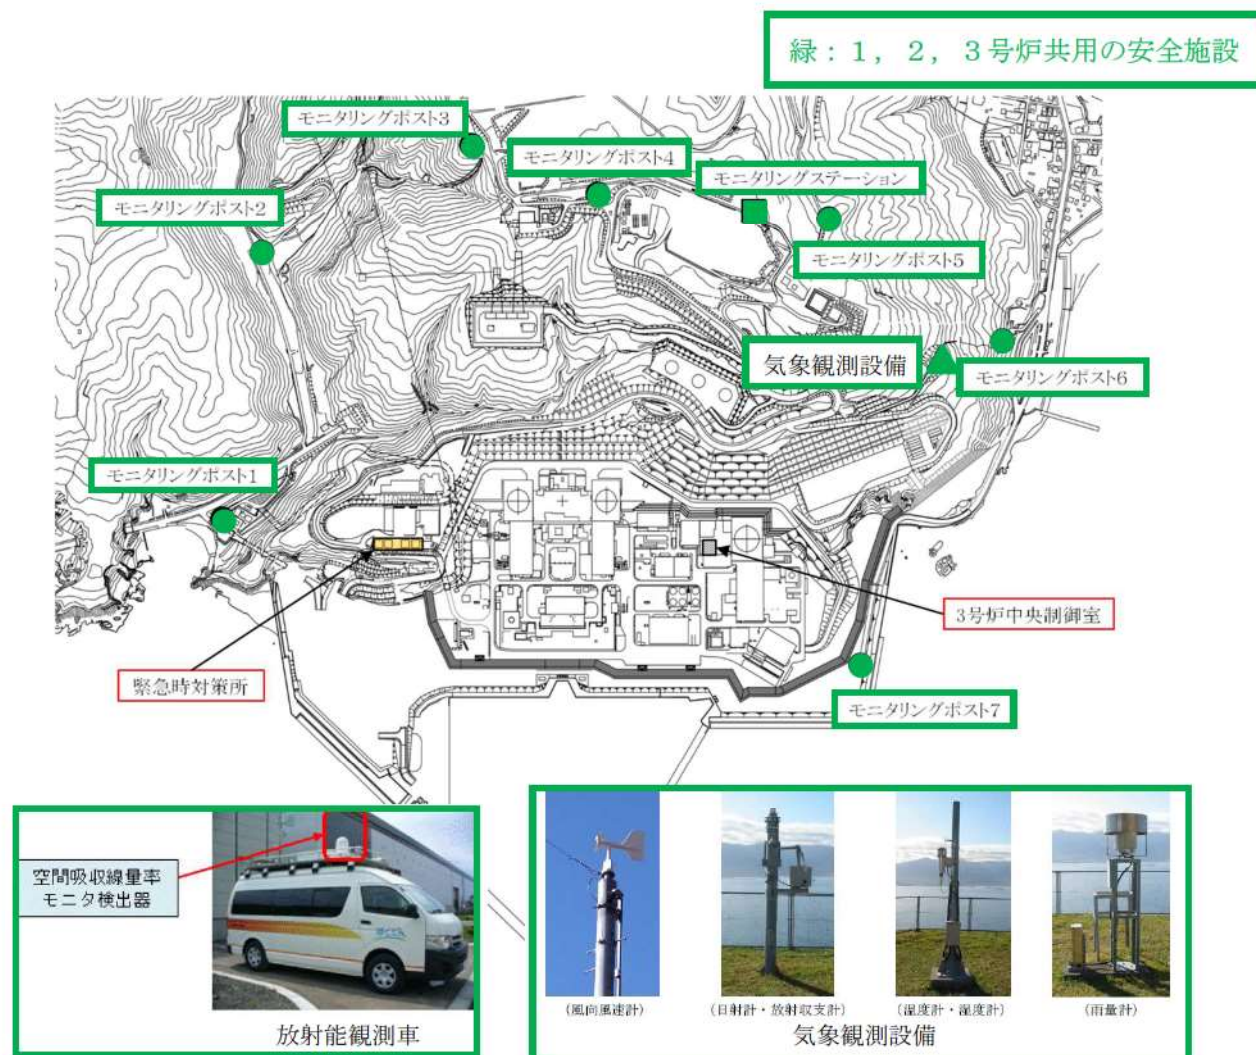 緑：1，2，3号炉共用の安全施設
モニタリングポスト3
モニタリングポスト4
モニタリングステーション
モニタリングポスト2
モニタリングポスト5
気象観測設備
モニタリングポスト6
モニタリングポスト1
3号炉中央制御室
緊急時対策所
モニタリングポスト7
空間吸収線量率
モニタ検出器
放射能観測車
(風向風速計)
(日射計・放射収支計)
(温度計・湿度計)
(雨量計)
気象観測設備